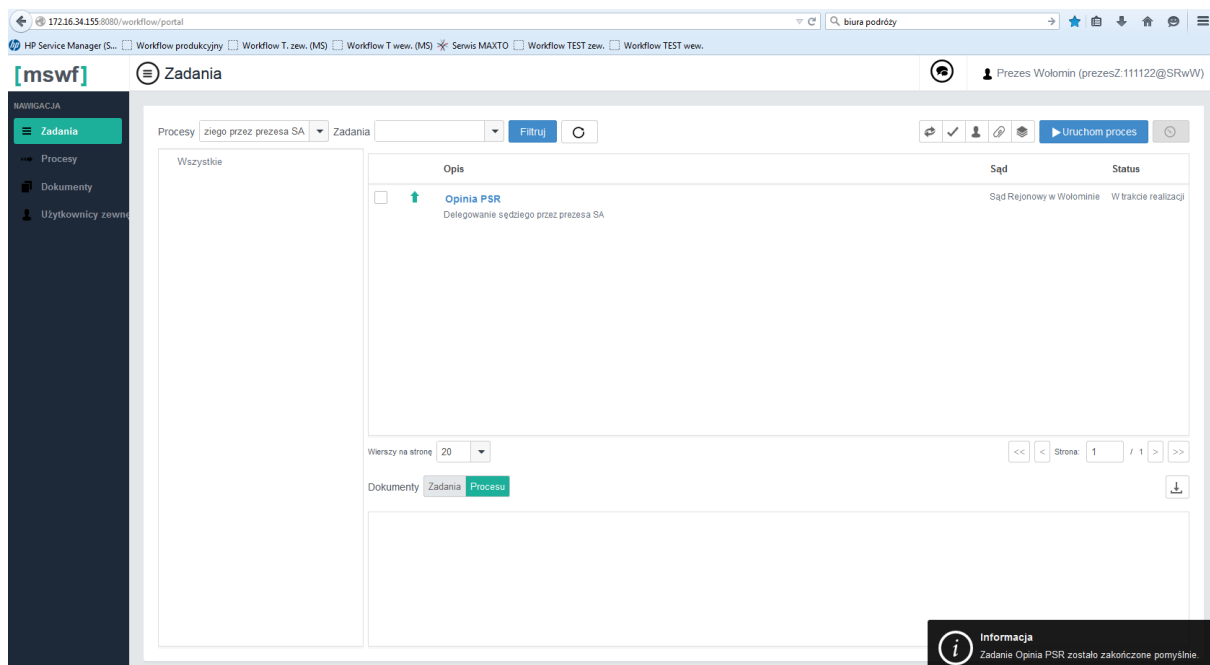 172.16.34.155:8080/workflow/portal
biura podróży
HP Service Manager (S... Workflow produkcyjny Workflow T. zew. (MS) Workflow T wew. (MS) Serwis MAXTO Workflow TEST zew. Workflow TEST wew.
[mswf] Zadania Prezes Wołomin (prezesZ:111122@SRwW)
NAWIGACJA
Zadania
Procesy
Dokumenty
Użytkownicy zewnę
Procesy ziego przez prezesa SA Zadania Filtruj Uruchom proces
Wszystkie
Opis Sąd Status
Opinia PSR Sąd Rejonowy w Wołominie W trakcie realizacji
Delegowanie sędziego przez prezesa SA
Wierszy na stronę 20 << < Strona: 1 / 1 > >>
Dokumenty Zadania Procesu
Informacja
Zadanie Opinia PSR zostało zakończone pomyślnie.